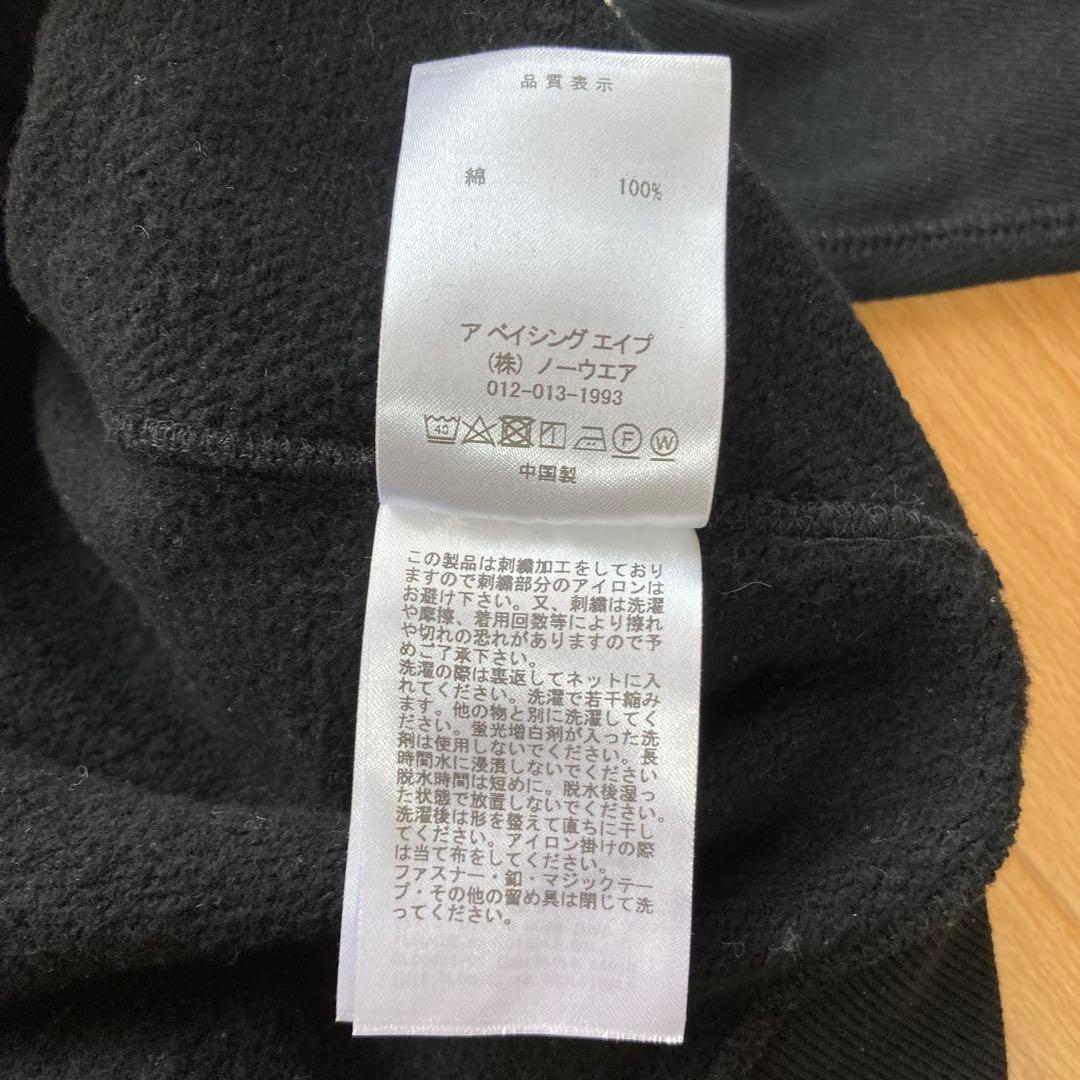 品質表示
綿 100%
ア ベイシング エイプ
(株) ノーウエア
012-013-1993
40 F W
中国製
この製品は刺繍加工をしており
ますので刺繍部分のアイロンは
お避け下さい。又、刺繍は洗濯
や摩擦、着用回数等により擦れ
や切れの恐れがありますので予
めご了承下さい。
洗濯の際は裏返してネットに入
れてください。洗濯で若干縮み
ます。他の物と別に洗濯してく
ださい。蛍光増白剤が入った洗
剤は使用しないでください。長
時間水に浸漬しないでください
脱水時間は短めに。脱水後湿っ
た状態で放置しないでください。
洗濯後は形を整えて直ちに干し
てください。アイロン掛けの際
は当て布をしてください。
ファスナー・釦・マジックテー
プ・その他の留め具は閉じて洗
ってください。